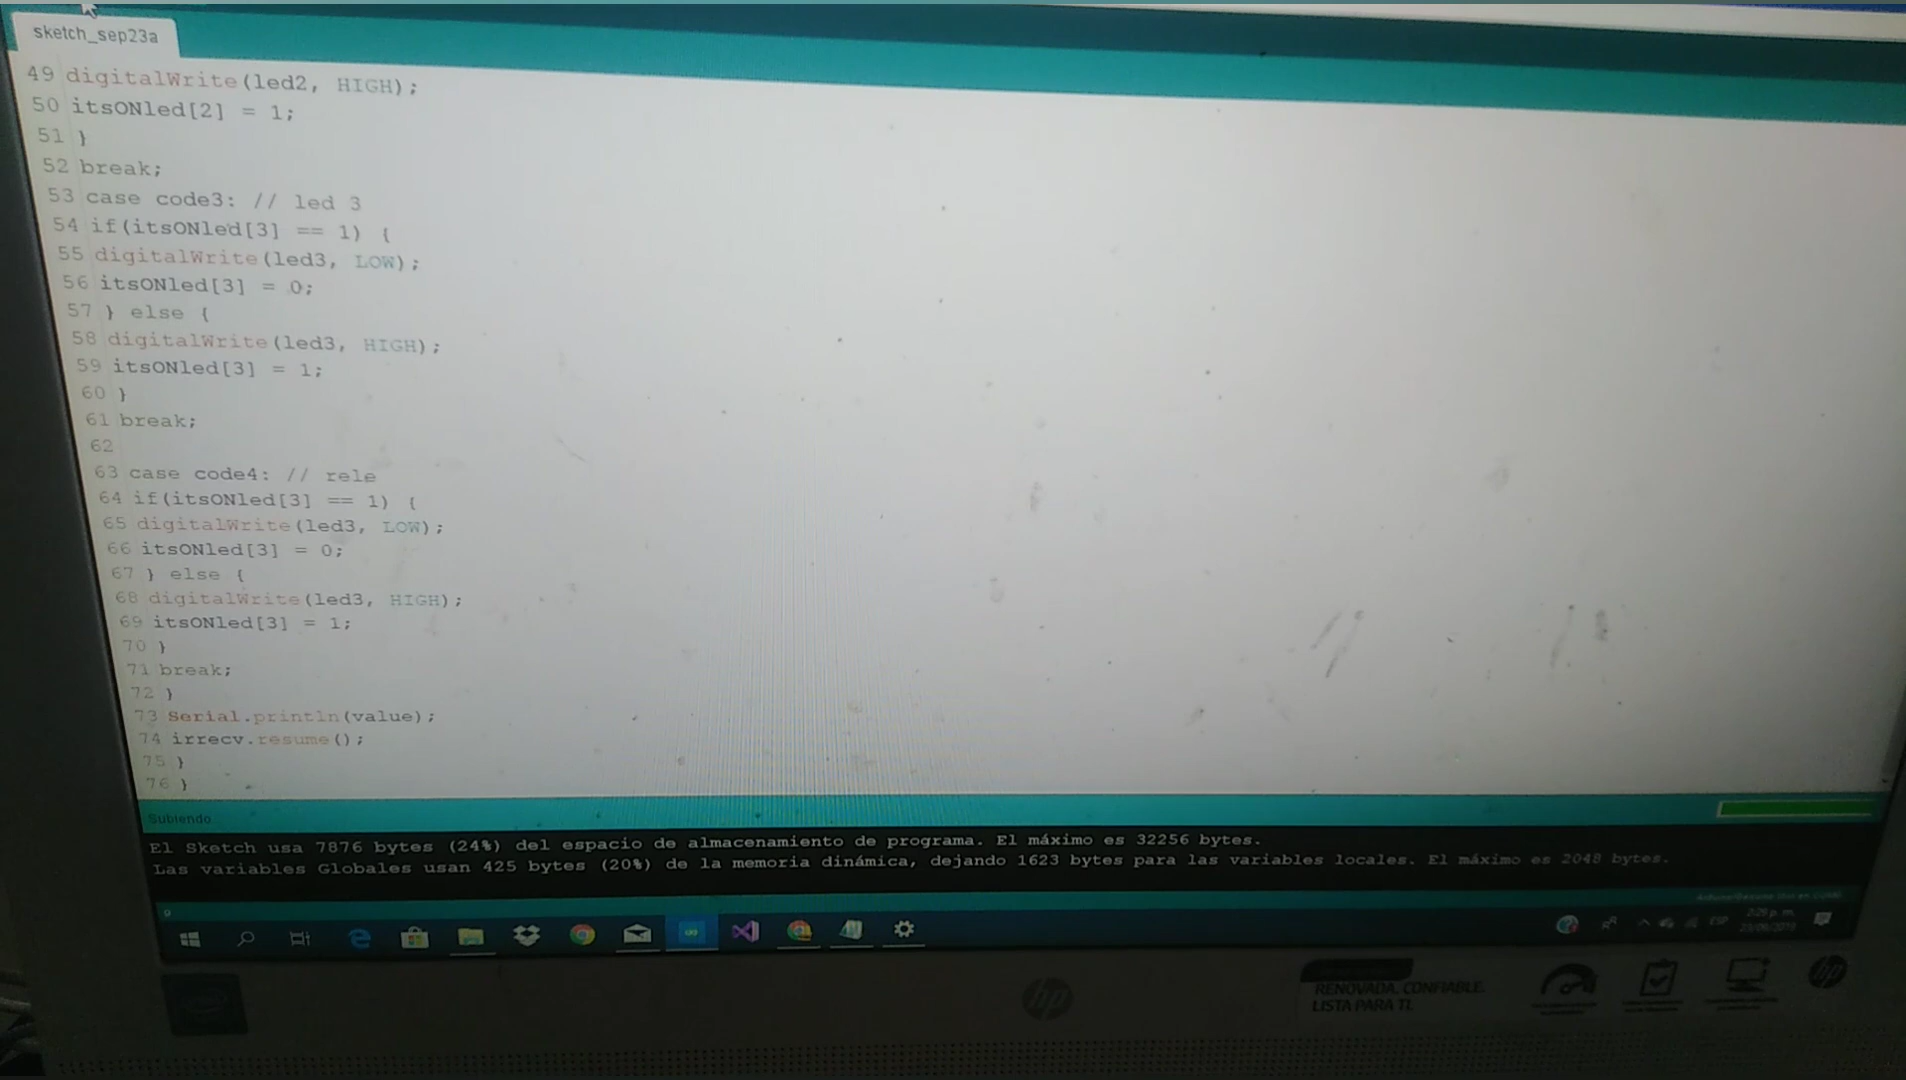 sketch_sep23a
49 digitalWrite(led2, HIGH);
50 itsONled[2] = 1;
51 }
52 break;
53 case code3: // led 3
54 if(itsONled[3] == 1) {
55 digitalWrite(led3, LOW);
56 itsONled[3] = 0;
57 } else {
58 digitalWrite(led3, HIGH);
59 itsONled[3] = 1;
60 }
61 break;
62
63 case code4: // rele
64 if(itsONled[3] == 1) {
65 digitalWrite(led3, LOW);
66 itsONled[3] = 0;
67 } else {
68 digitalWrite(led3, HIGH);
69 itsONled[3] = 1;
70 }
71 break;
72 }
73 Serial.println(value);
74 irrecv.resume();
75 }
76 }
Subiendo
El Sketch usa 7876 bytes (24%) del espacio de almacenamiento de programa. El máximo es 32256 bytes.
Las variables Globales usan 425 bytes (20%) de la memoria dinámica, dejando 1623 bytes para las variables locales. El máximo es 2048 bytes.
ESP
hp
RENOVADA. CONFIABLE.
LISTA PARA TI.
hp